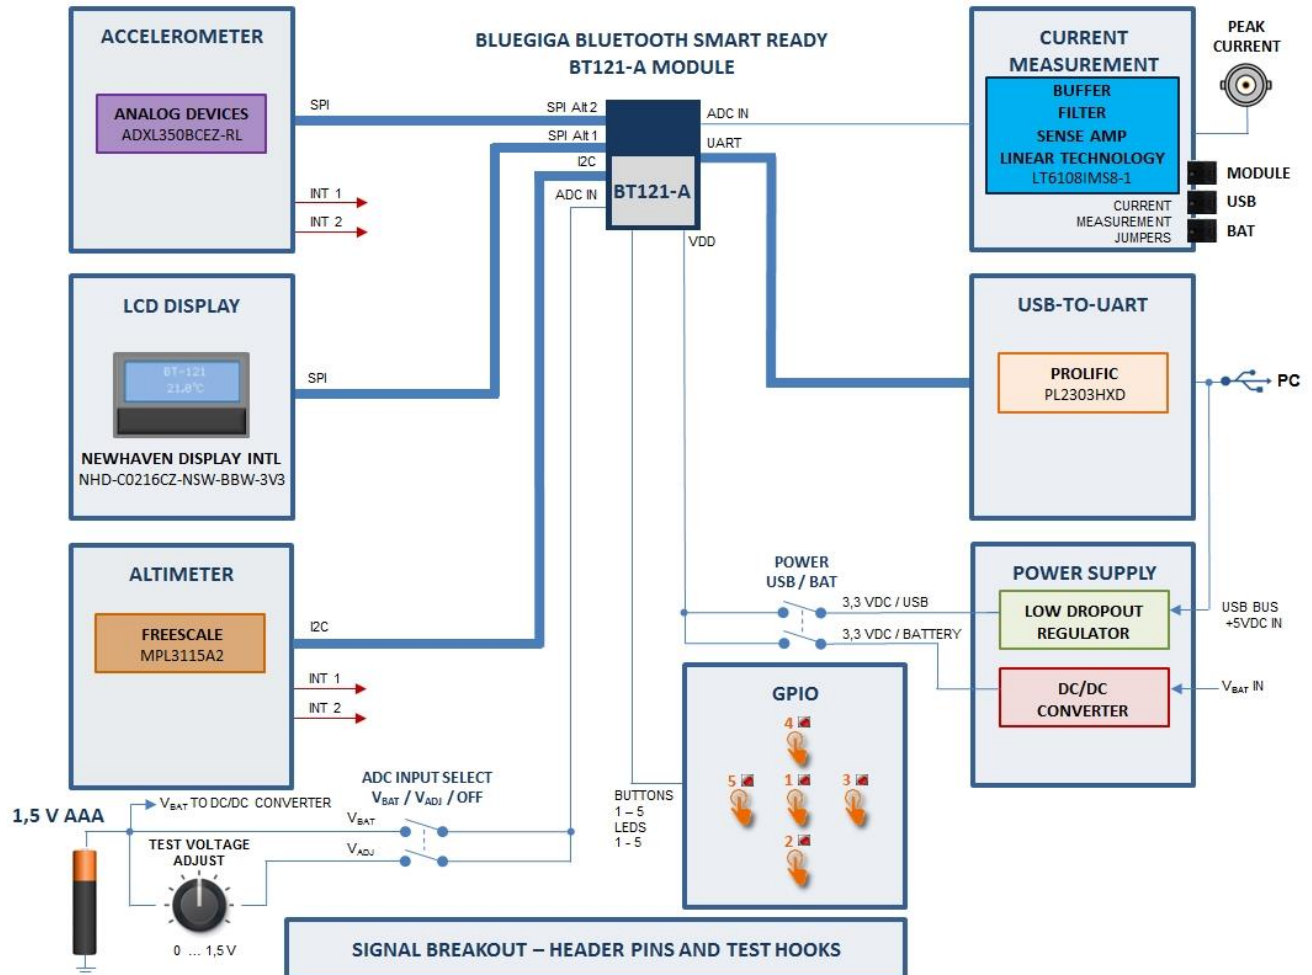 ACCELEROMETER
ANALOG DEVICES
ADXL350BCEZ-RL
SPI
INT 1
INT 2
BLUEGIGA BLUETOOTH SMART READY
BT121-A MODULE
SPI Alt 2
SPI Alt 1
I2C
ADC IN
BT121-A
ADC IN
UART
VDD
CURRENT
MEASUREMENT
BUFFER
FILTER
SENSE AMP
LINEAR TECHNOLOGY
LT6108IMS8-1
CURRENT
MEASUREMENT
JUMPERS
PEAK
CURRENT
MODULE
USB
BAT
LCD DISPLAY
BT-121
21.8°C
NEWHAVEN DISPLAY INTL
NHD-C0216CZ-NSW-BBW-3V3
SPI
USB-TO-UART
PROLIFIC
PL2303HXD
PC
ALTIMETER
FREESCALE
MPL3115A2
I2C
INT 1
INT 2
POWER
USB / BAT
3,3 VDC / USB
3,3 VDC / BATTERY
POWER SUPPLY
LOW DROPOUT
REGULATOR
DC/DC
CONVERTER
USB BUS
+5VDC IN
VBAT IN
GPIO
4
5
1
3
2
BUTTONS
1 – 5
LEDS
1 - 5
ADC INPUT SELECT
VBAT / VADJ / OFF
VBAT
VADJ
1,5 V AAA
VBAT TO DC/DC CONVERTER
TEST VOLTAGE
ADJUST
0 ... 1,5 V
SIGNAL BREAKOUT – HEADER PINS AND TEST HOOKS